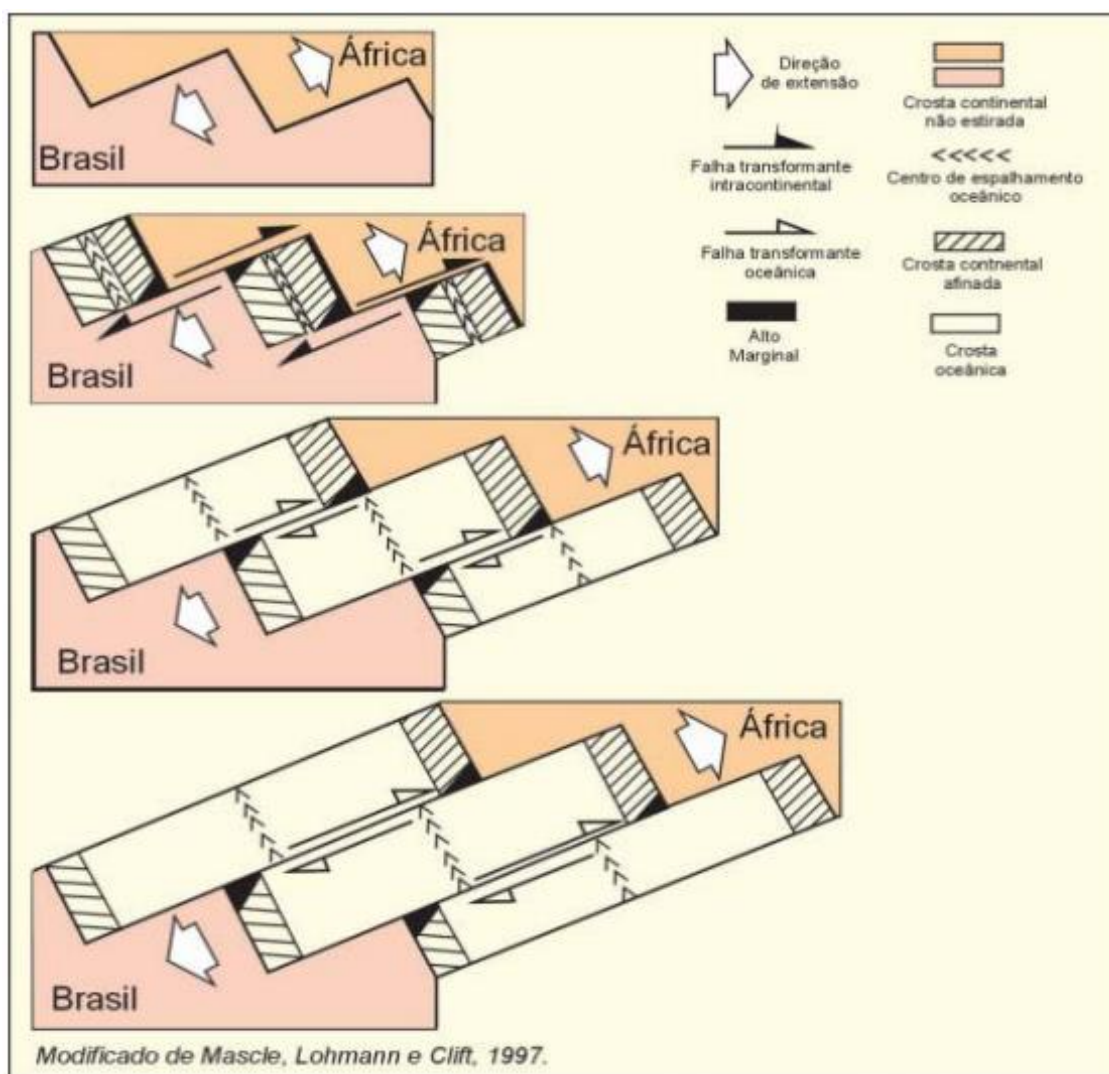 África
Brasil
África
Brasil
África
Brasil
África
Brasil
Direção
de extensão
Falha transformante
intracontinental
Falha transformante
oceânica
Alto
Marginal
Crosta continental
não estirada
Centro de espalhamento
oceânico
Crosta contnental
afinada
Crosta
oceânica
Modificado de Mascle, Lohmann e Clift, 1997.